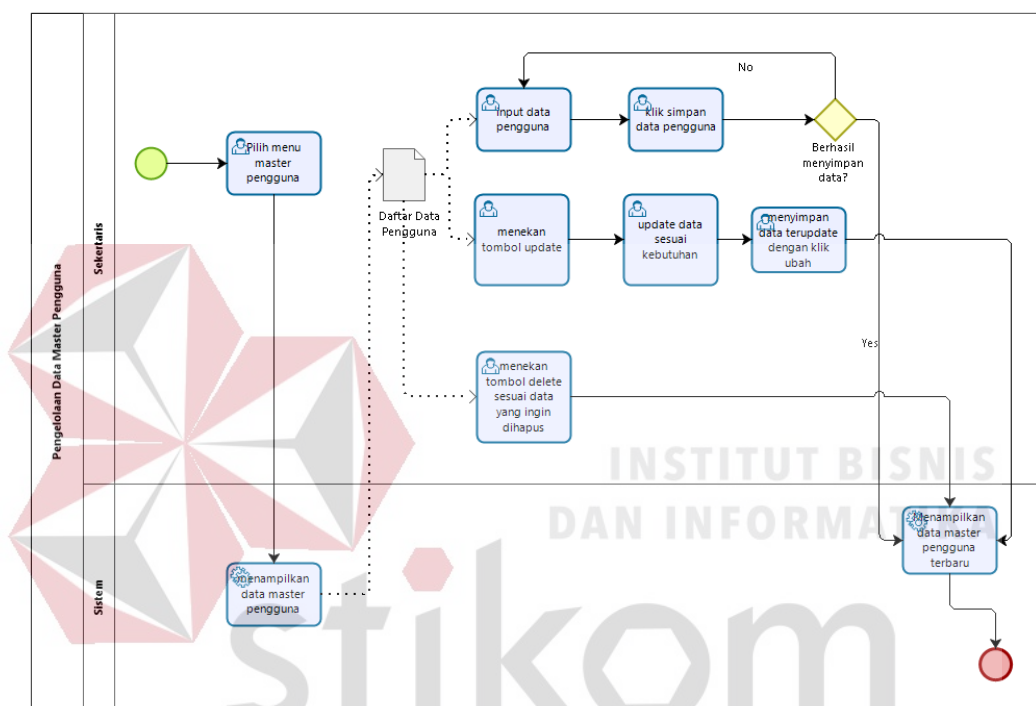 Pengelolaan Data Master Pengguna
Sekertaris
Sistem
Pilih menu
master
pengguna
Daftar Data
Pengguna
input data
pengguna
klik simpan
data pengguna
No
Berhasil
menyimpan
data?
menekan
tombol update
update data
sesuai
kebutuhan
menyimpan
data terupdate
dengan klik
ubah
Yes
menekan
tombol delete
sesuai data
yang ingin
dihapus
INSTITUT BISNIS
DAN INFORMATIKA
menampilkan
data master
pengguna
Menampilkan
data master
pengguna
terbaru
stikom